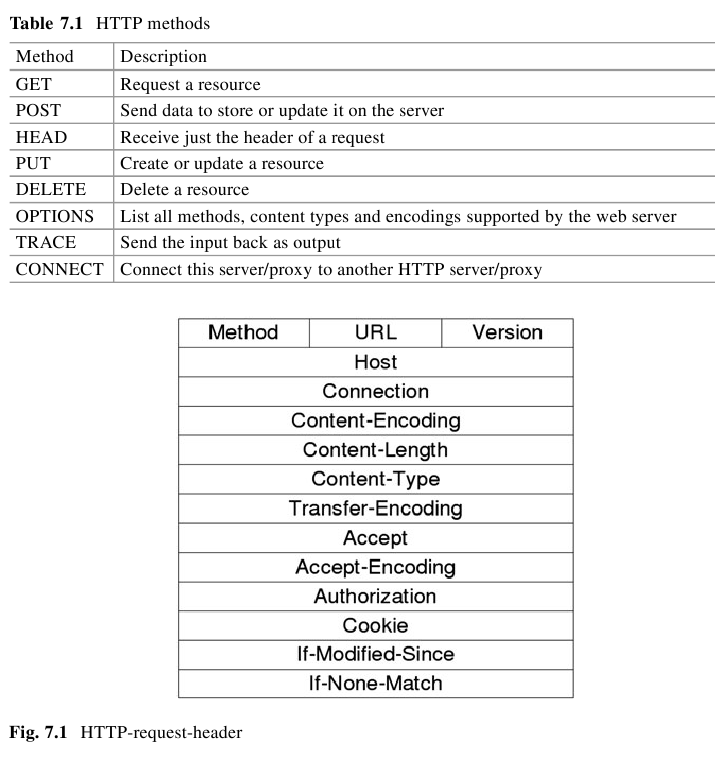 Table 7.1 HTTP methods
Method Description
GET Request a resource
POST Send data to store or update it on the server
HEAD Receive just the header of a request
PUT Create or update a resource
DELETE Delete a resource
OPTIONS List all methods, content types and encodings supported by the web server
TRACE Send the input back as output
CONNECT Connect this server/proxy to another HTTP server/proxy
Method URL Version
Host
Connection
Content-Encoding
Content-Length
Content-Type
Transfer-Encoding
Accept
Accept-Encoding
Authorization
Cookie
If-Modified-Since
If-None-Match
Fig. 7.1 HTTP-request-header